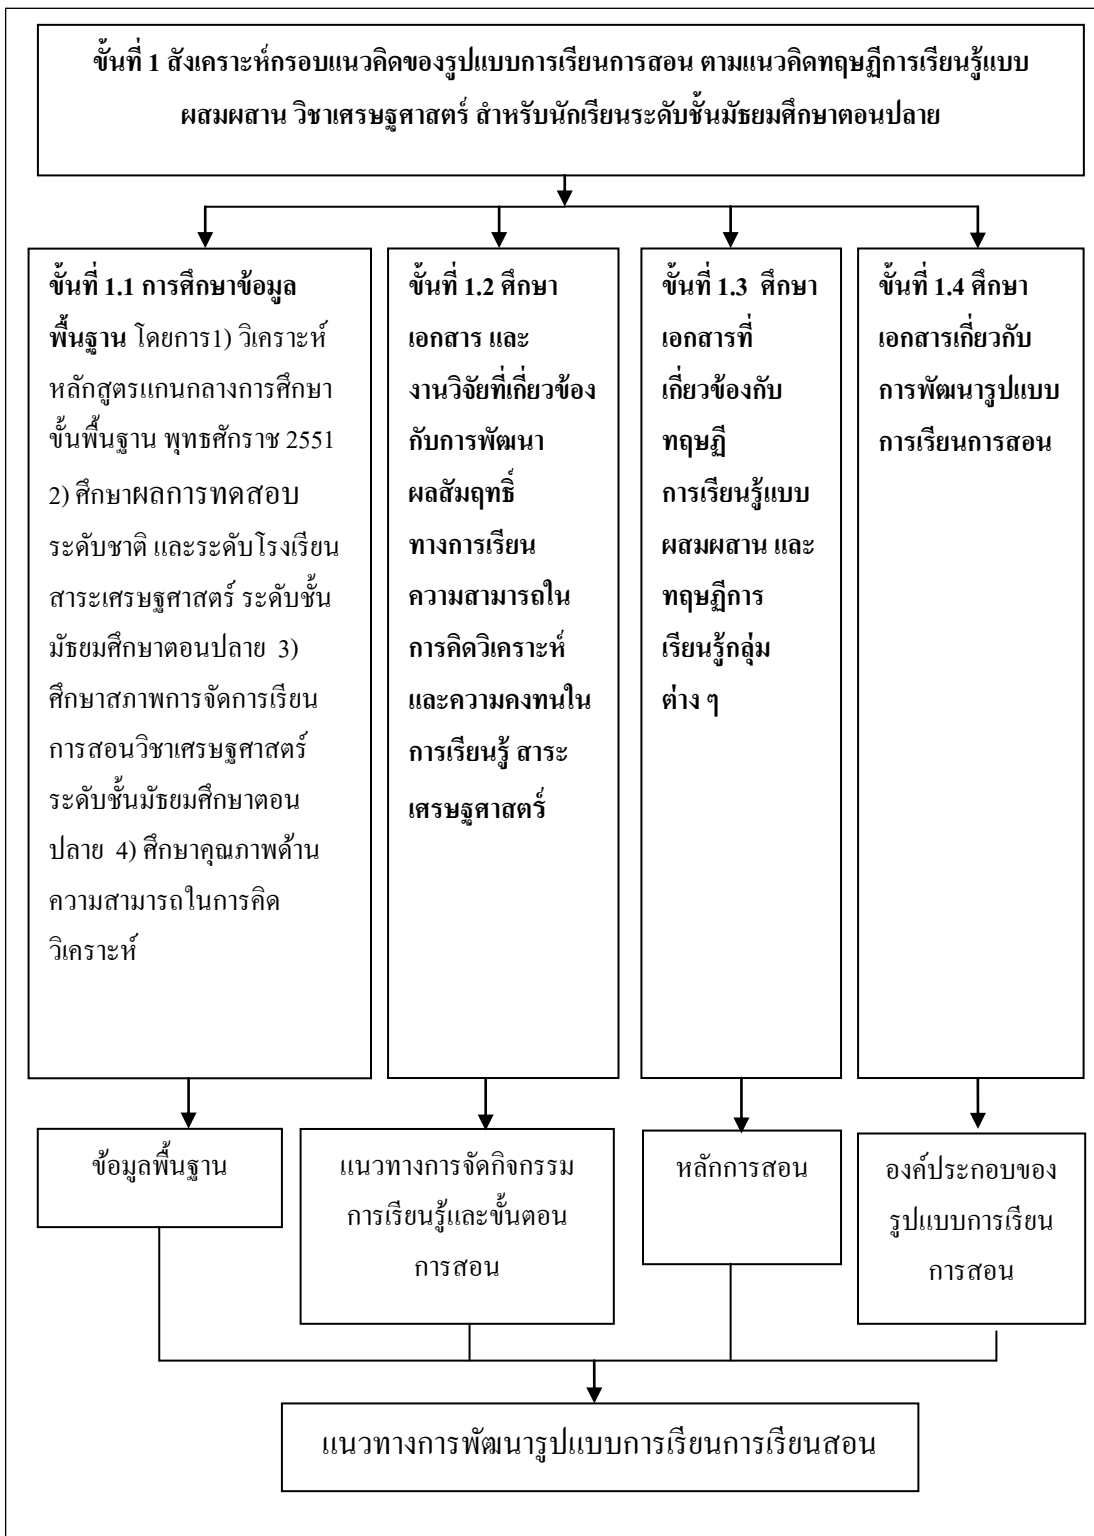 ขั้นที่ 1 สังเคราะห์กรอบแนวคิดของรูปแบบการเรียนการสอน ตามแนวคิดทฤษฎีการเรียนรู้แบบ
ผสมผสาน วิชาเศรษฐศาสตร์ สำหรับนักเรียนระดับชั้นมัธยมศึกษาตอนปลาย
ขั้นที่ 1.1 การศึกษาข้อมูล
พื้นฐาน โดยการ1) วิเคราะห์
หลักสูตรแกนกลางการศึกษา
ขั้นพื้นฐาน พุทธศักราช 2551
2) ศึกษาผลการทดสอบ
ระดับชาติ และระดับโรงเรียน
สาระเศรษฐศาสตร์ ระดับชั้น
มัธยมศึกษาตอนปลาย 3)
ศึกษาสภาพการจัดการเรียน
การสอนวิชาเศรษฐศาสตร์
ระดับชั้นมัธยมศึกษาตอน
ปลาย 4) ศึกษาคุณภาพด้าน
ความสามารถในการคิด
วิเคราะห์
ขั้นที่ 1.2 ศึกษา
เอกสาร และ
งานวิจัยที่เกี่ยวข้อง
กับการพัฒนา
ผลสัมฤทธิ์
ทางการเรียน
ความสามารถใน
การคิดวิเคราะห์
และความคงทนใน
การเรียนรู้ สาระ
เศรษฐศาสตร์
ขั้นที่ 1.3 ศึกษา
เอกสารที่
เกี่ยวข้องกับ
ทฤษฎี
การเรียนรู้แบบ
ผสมผสาน และ
ทฤษฎีการ
เรียนรู้กลุ่ม
ต่าง ๆ
ขั้นที่ 1.4 ศึกษา
เอกสารเกี่ยวกับ
การพัฒนารูปแบบ
การเรียนการสอน
ข้อมูลพื้นฐาน
แนวทางการจัดกิจกรรม
การเรียนรู้และขั้นตอน
การสอน
หลักการสอน
องค์ประกอบของ
รูปแบบการเรียน
การสอน
แนวทางการพัฒนารูปแบบการเรียนการเรียนสอน